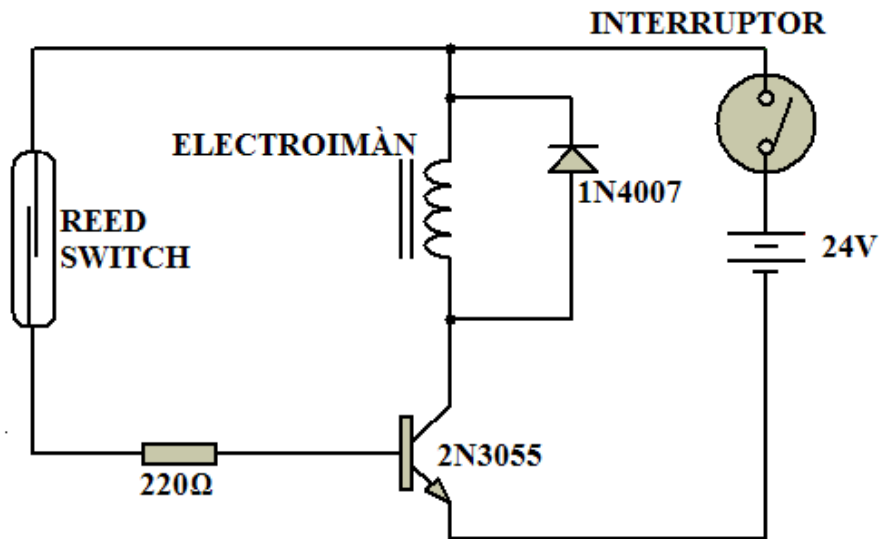 INTERRUPTOR
ELECTROIMÀN
1N4007
REED
SWITCH
24V
2N3055
220Ω